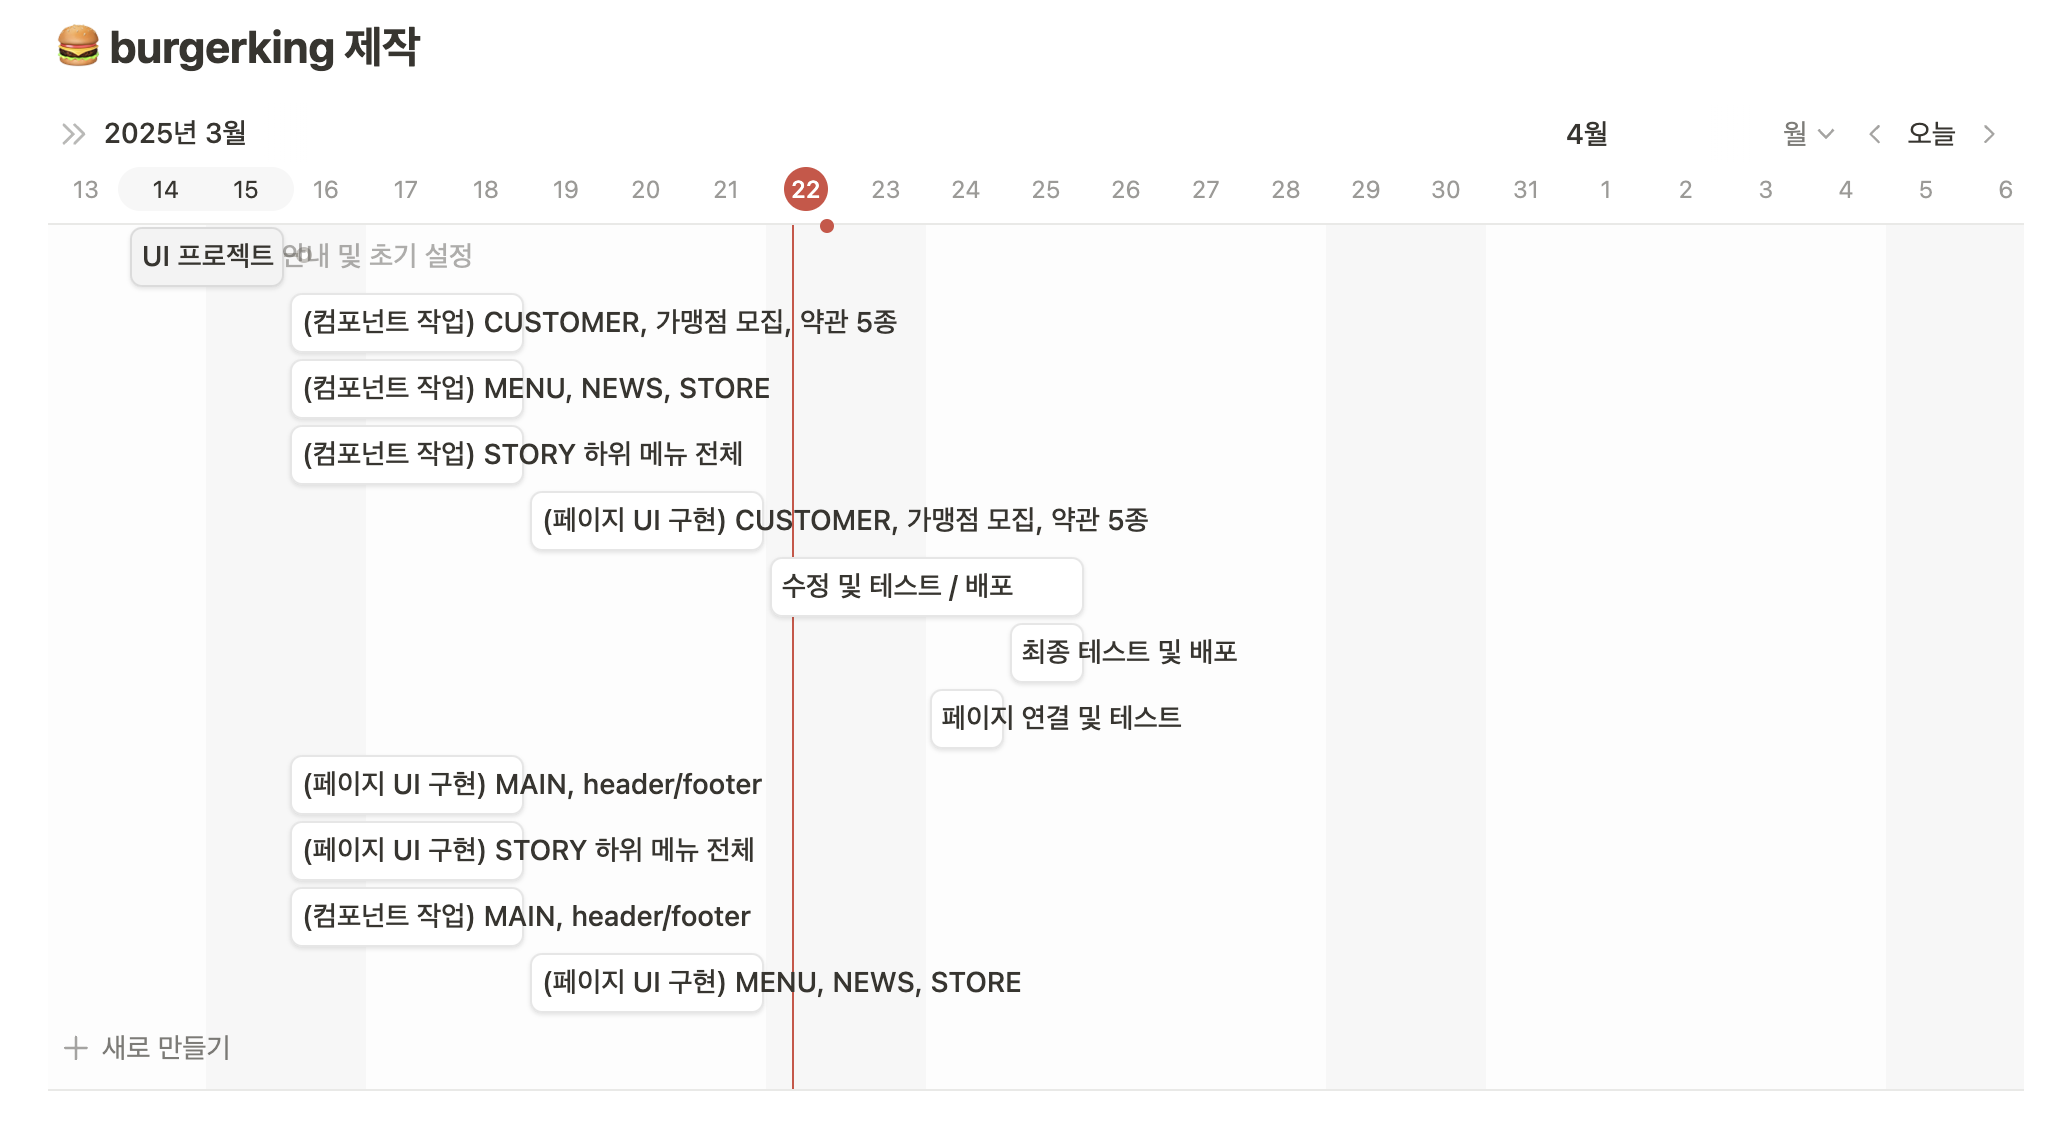 🍔 burgerking 제작
2025년 3월 4월 월 오늘
13 14 15 16 17 18 19 20 21 22 23 24 25 26 27 28 29 30 31 1 2 3 4 5 6
UI 프로젝트 안내 및 초기 설정
(컴포넌트 작업) CUSTOMER, 가맹점 모집, 약관 5종
(컴포넌트 작업) MENU, NEWS, STORE
(컴포넌트 작업) STORY 하위 메뉴 전체
(페이지 UI 구현) CUSTOMER, 가맹점 모집, 약관 5종
수정 및 테스트 / 배포
최종 테스트 및 배포
페이지 연결 및 테스트
(페이지 UI 구현) MAIN, header/footer
(페이지 UI 구현) STORY 하위 메뉴 전체
(컴포넌트 작업) MAIN, header/footer
(페이지 UI 구현) MENU, NEWS, STORE
새로 만들기